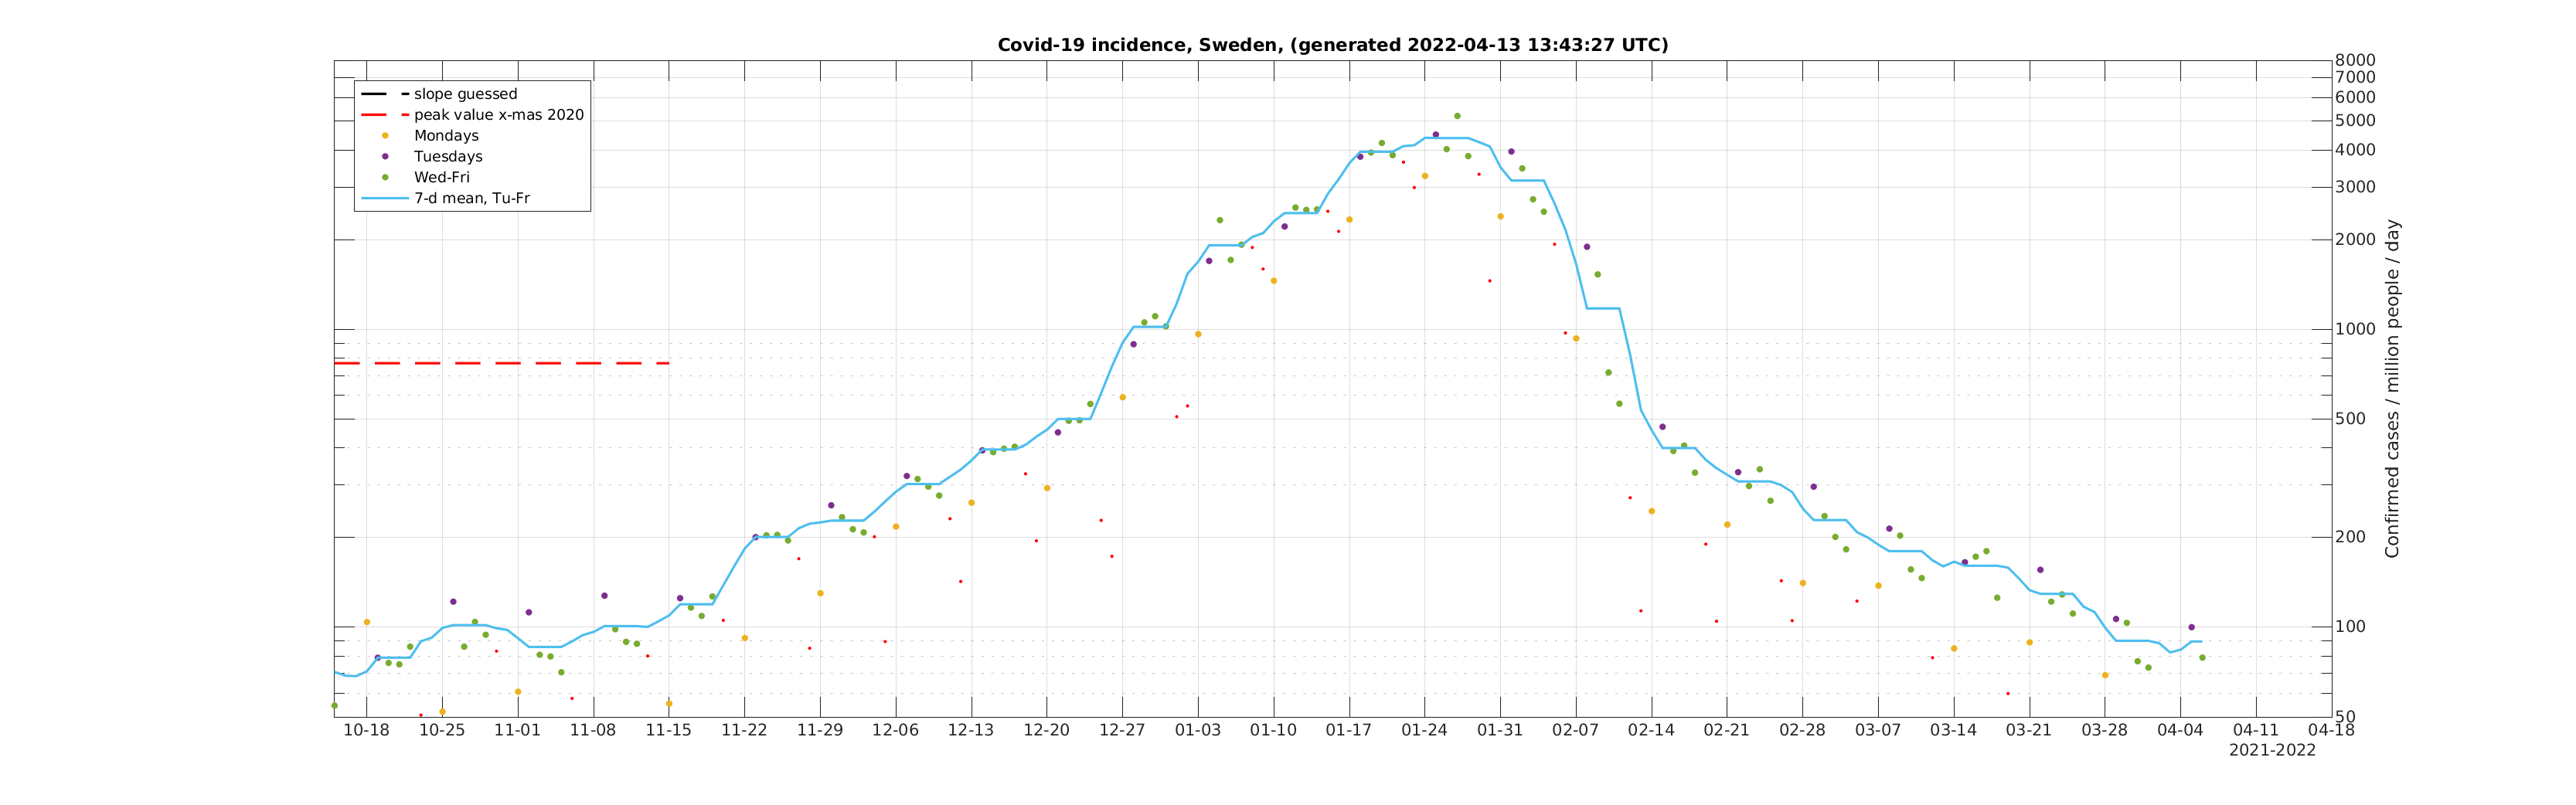 Covid-19 incidence, Sweden, (generated 2022-04-13 13:43:27 UTC)
slope guessed
peak value x-mas 2020
Mondays
Tuesdays
Wed-Fri
7-d mean, Tu-Fr
8000
7000
6000
5000
4000
3000
2000
1000
500
200
100
50
Confirmed cases / million people / day
10-18 10-25 11-01 11-08 11-15 11-22 11-29 12-06 12-13 12-20 12-27 01-03 01-10 01-17 01-24 01-31 02-07 02-14 02-21 02-28 03-07 03-14 03-21 03-28 04-04 04-11 04-18
2021-2022